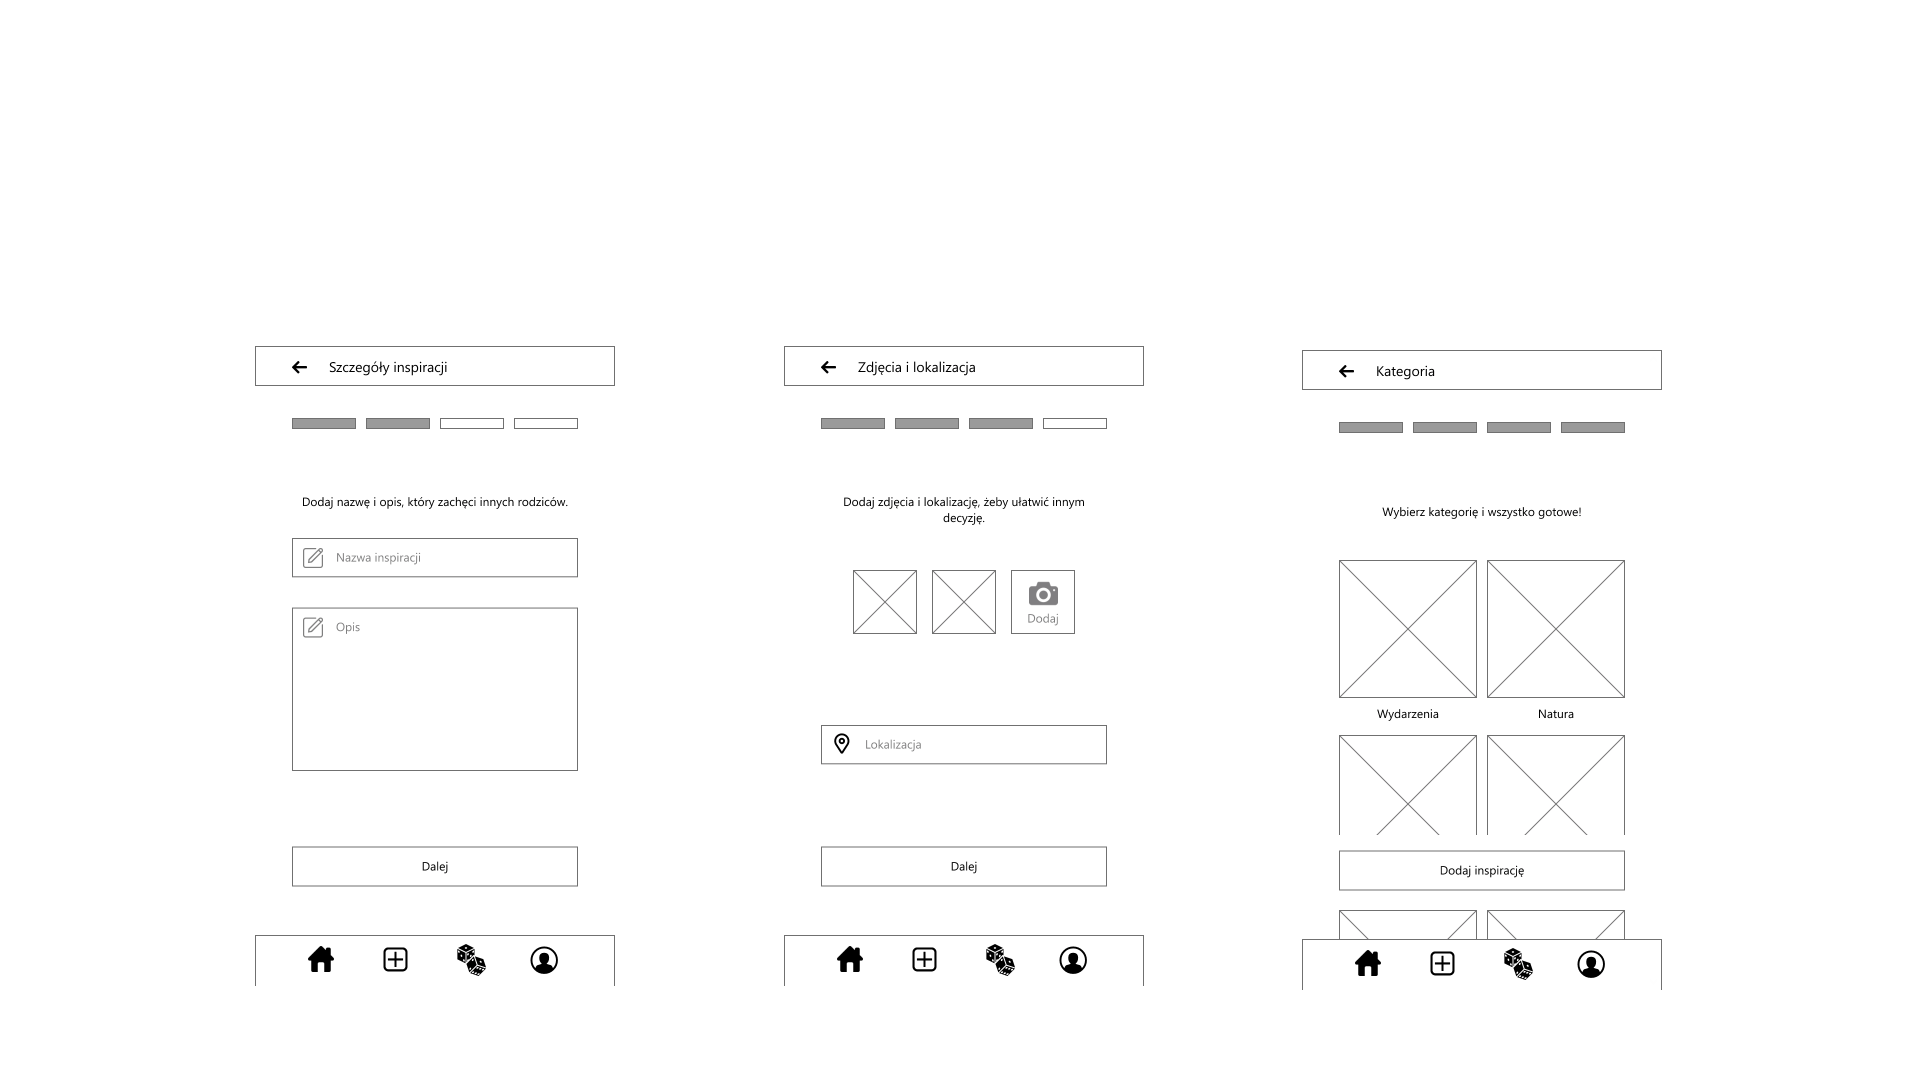 Szczegóły inspiracji
Dodaj nazwę i opis, który zachęci innych rodziców.
Nazwa inspiracji
Opis
Dalej
Zdjęcia i lokalizacja
Dodaj zdjęcia i lokalizację, żeby ułatwić innym
decyzję.
Dodaj
Lokalizacja
Dalej
Kategoria
Wybierz kategorię i wszystko gotowe!
Wydarzenia
Natura
Dodaj inspirację